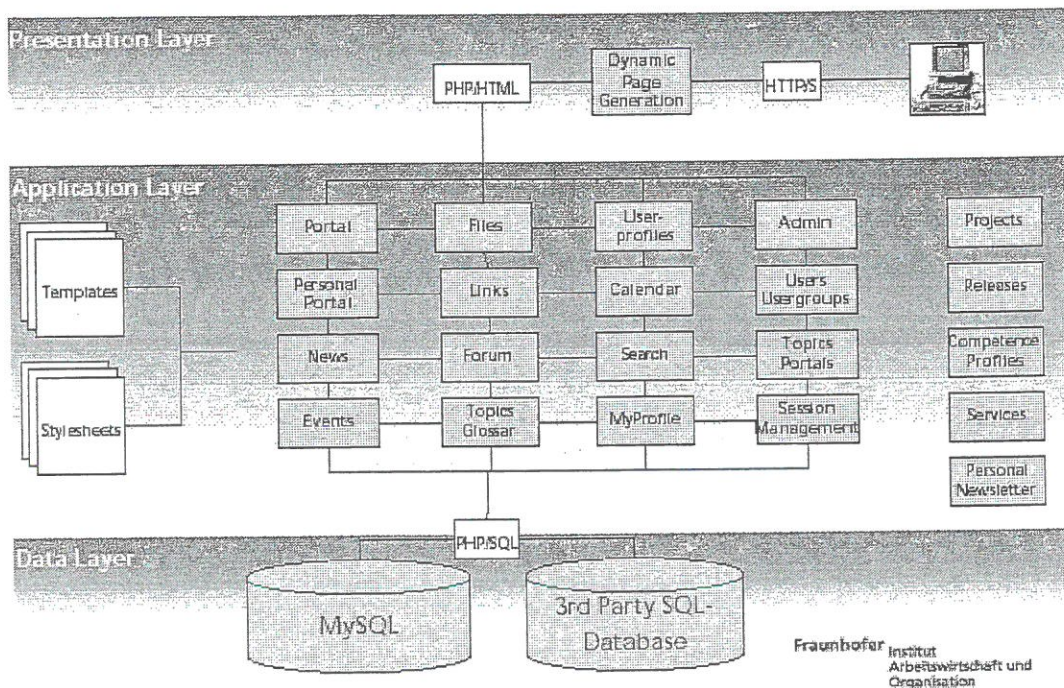 Presentation Layer
PHP/HTML
Dynamic
Page
Generation
HTTP/S
Application Layer
Templates
Stylesheets
Portal
Files
User-
profiles
Admin
Projects
Personal
Portal
Links
Calendar
Users
Usergroups
Releases
News
Forum
Search
Topics
Portals
Competence
Profiles
Events
Topics
Glossar
MyProfile
Session
Management
Services
Personal
Newsletter
PHP/SQL
Data Layer
MySQL
3rd Party SQL-
Database
Fraunhofer Institut
Arbeitswirtschaft und
Organisation